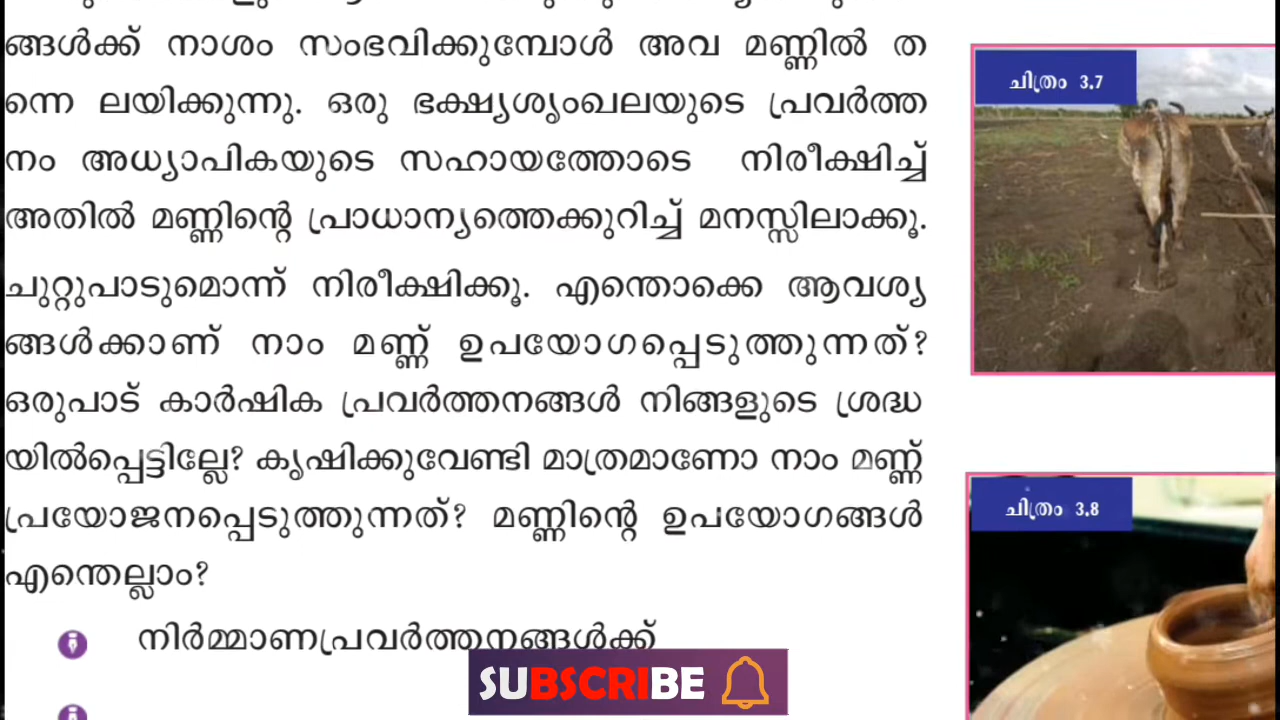 ങ്ങൾക്ക് നാശം സംഭവിക്കുമ്പോൾ അവ മണ്ണിൽ ത
ന്നെ ലയിക്കുന്നു. ഒരു ഭക്ഷ്യശൃംഖലയുടെ പ്രവർത്ത
നം അധ്യാപികയുടെ സഹായത്തോടെ നിരീക്ഷിച്ച്
അതിൽ മണ്ണിന്റെ പ്രാധാന്യത്തെക്കുറിച്ച് മനസ്സിലാക്കൂ.
ചുറ്റുപാടുമൊന്ന് നിരീക്ഷിക്കൂ. എന്തൊക്കെ ആവശ്യ
ങ്ങൾക്കാണ് നാം മണ്ണ് ഉപയോഗപ്പെടുത്തുന്നത്?
ഒരുപാട് കാർഷിക പ്രവർത്തനങ്ങൾ നിങ്ങളുടെ ശ്രദ്ധ
യിൽപ്പെട്ടില്ലേ? കൃഷിക്കുവേണ്ടി മാത്രമാണോ നാം മണ്ണ്
പ്രയോജനപ്പെടുത്തുന്നത്? മണ്ണിന്റെ ഉപയോഗങ്ങൾ
എന്തെല്ലാം?
നിർമ്മാണപ്രവർത്തനങ്ങൾക്ക്
ചിത്രം 3.7
ചിത്രം 3.8
SUBSCRIBE